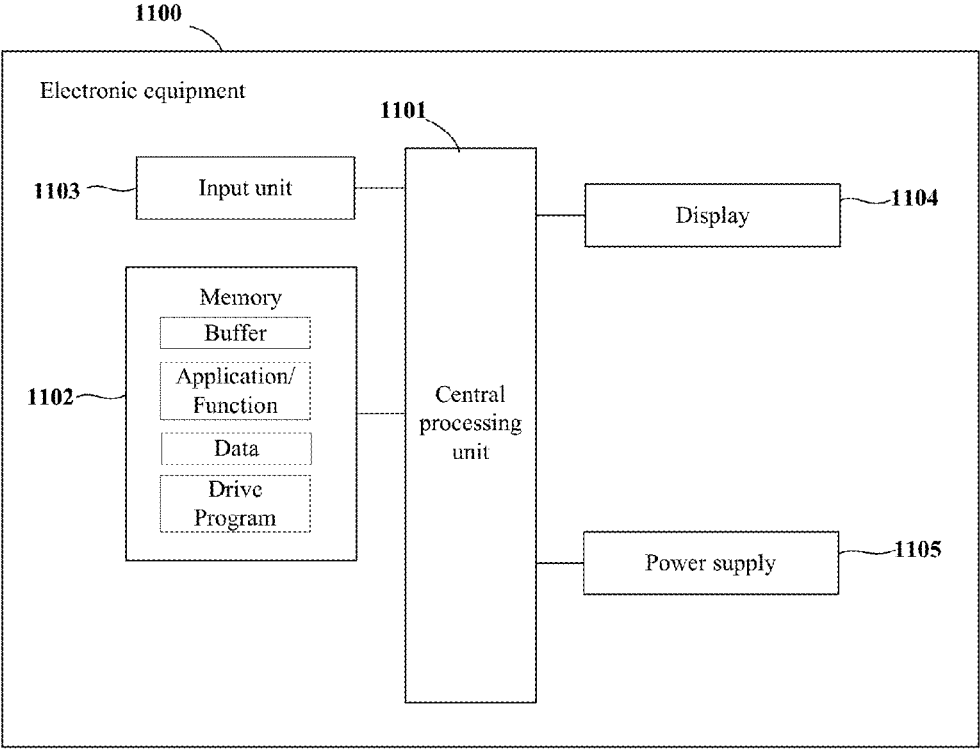 1100
Electronic equipment
1101
1103
Input unit
Display
1104
Memory
Buffer
Application/
Function
Data
Drive
Program
1102
Central
processing
unit
Power supply
1105